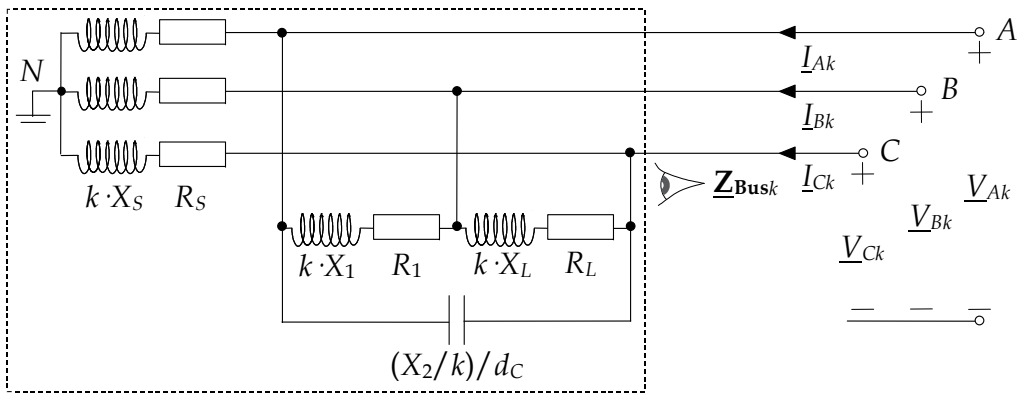 A
N
I_Ak
B
I_Bk
C
k·X_S R_S
Z_Busk
I_Ck
V_Ak
V_Bk
k·X_1 R_1 k·X_L R_L
V_Ck
(X_2/k)/d_C